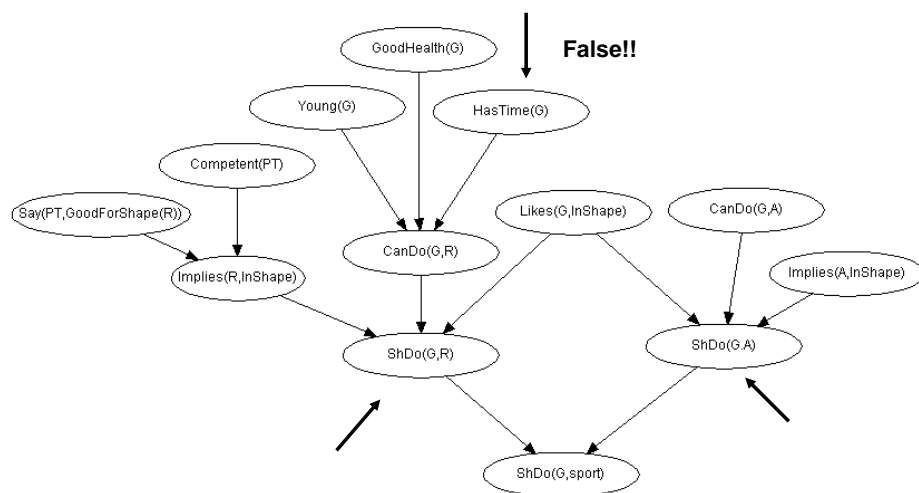 GoodHealth(G)
False!!
Young(G)
HasTime(G)
Competent(PT)
Say(PT,GoodForShape(R))
Likes(G,InShape)
CanDo(G,A)
CanDo(G,R)
Implies(R,InShape)
Implies(A,InShape)
ShDo(G,R)
ShDo(G.A)
ShDo(G,sport)